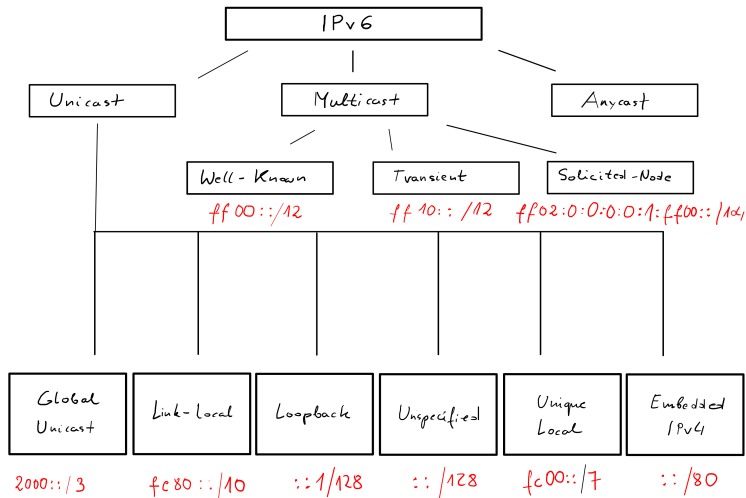 IPv6
Unicast
Multicast
Anycast
Well-Known
Transient
Solicited-Node
ff00::/12
ff10::/12
ff02:0:0:0:0:1:ff00::/104
Global
Unicast
Link-Local
Loopback
Unspecified
Unique
Local
Embedded
IPv4
2000::/3
fe80::/10
::1/128
::/128
fc00::/7
::/80